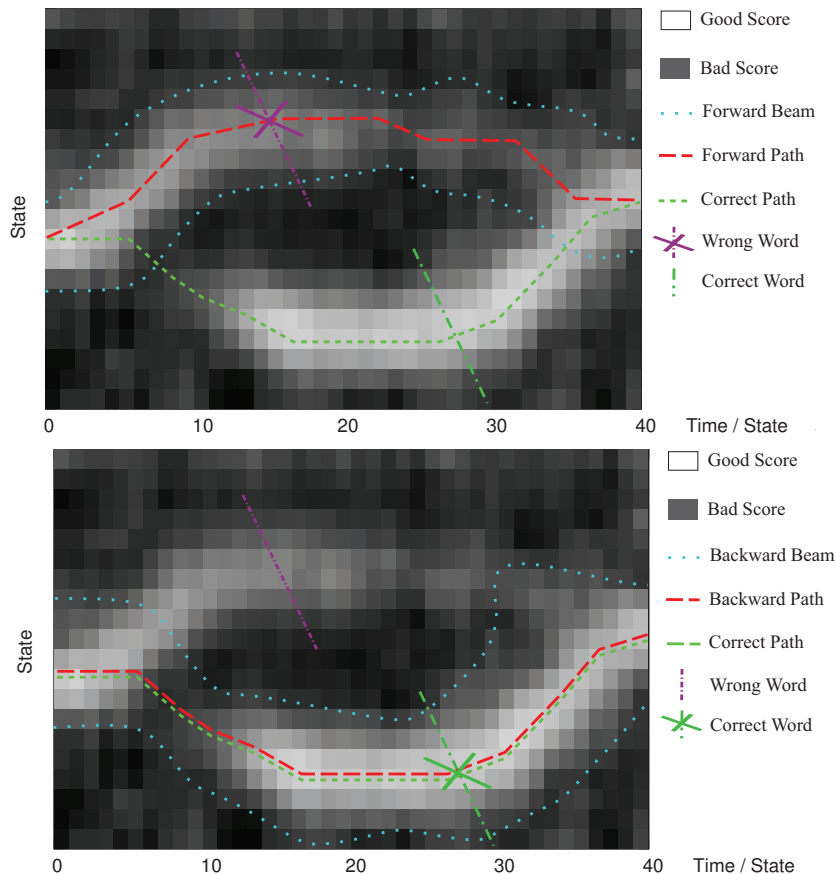 Good Score
Bad Score
Forward Beam
Forward Path
Correct Path
Wrong Word
Correct Word
State
0 10 20 30 40 Time / State
Good Score
Bad Score
Backward Beam
Backward Path
Correct Path
Wrong Word
Correct Word
State
0 10 20 30 40 Time / State